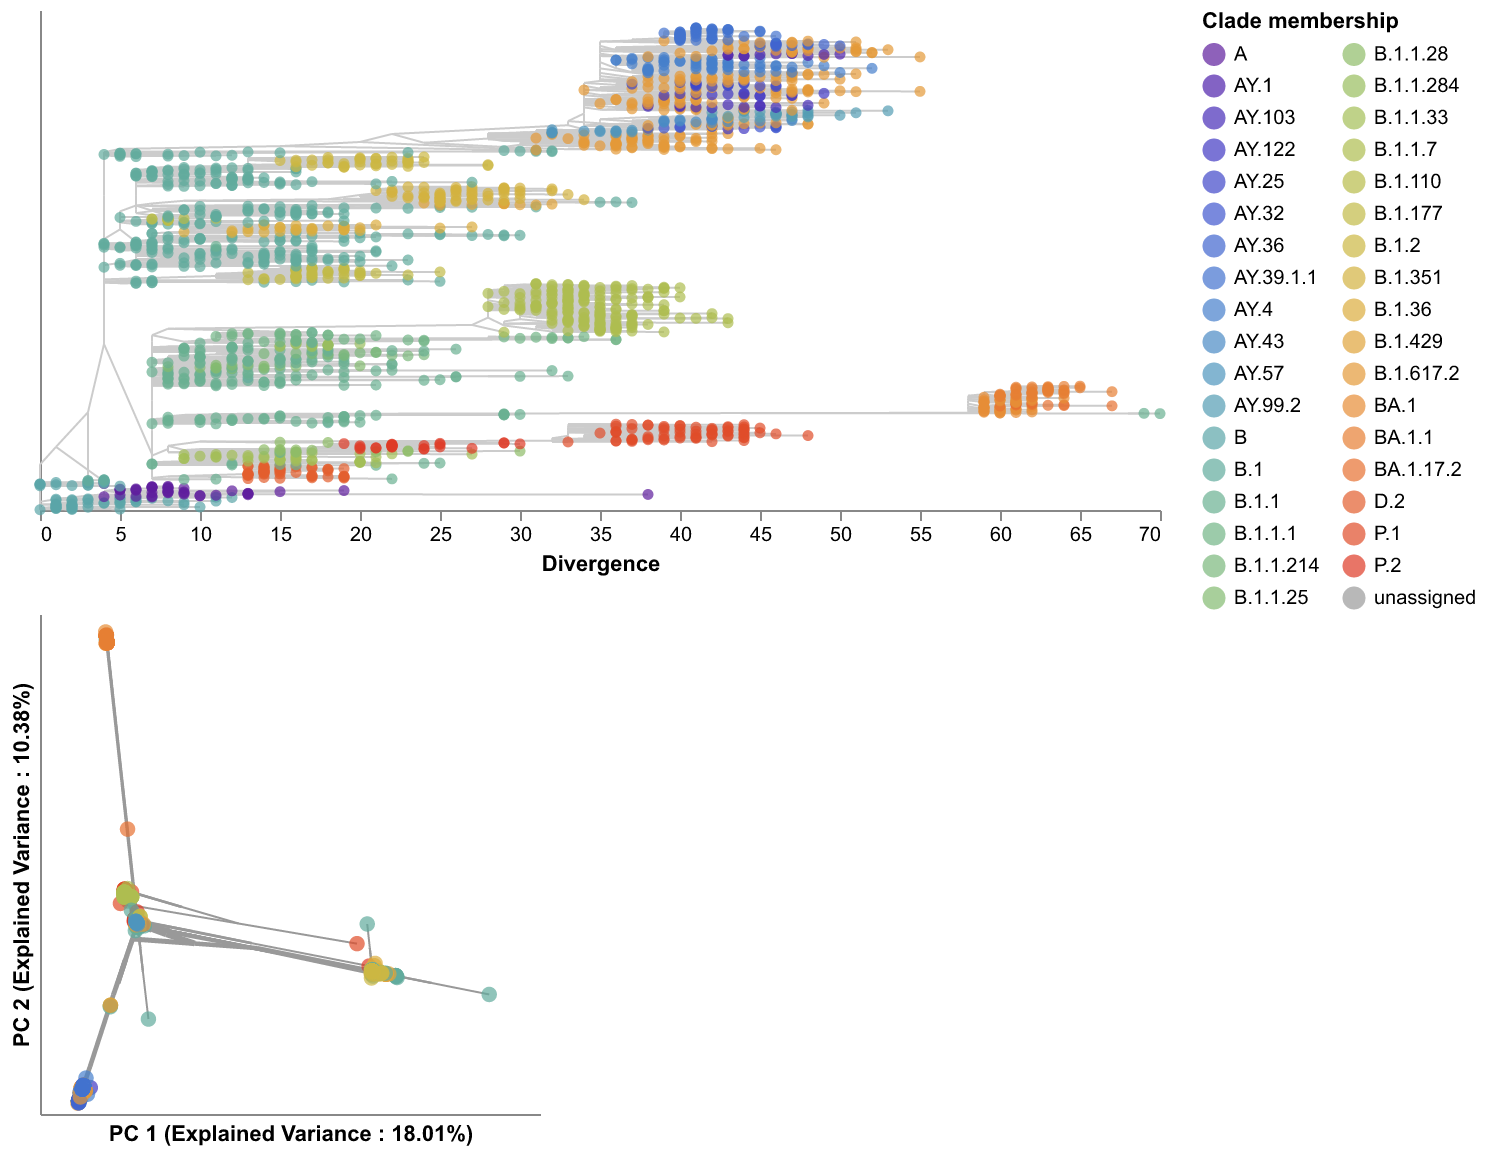 Clade membership
A
AY.1
AY.103
AY.122
AY.25
AY.32
AY.36
AY.39.1.1
AY.4
AY.43
AY.57
AY.99.2
B
B.1
B.1.1
B.1.1.1
B.1.1.214
B.1.1.25
B.1.1.28
B.1.1.284
B.1.1.33
B.1.1.7
B.1.110
B.1.177
B.1.2
B.1.351
B.1.36
B.1.429
B.1.617.2
BA.1
BA.1.1
BA.1.17.2
D.2
P.1
P.2
unassigned
0 5 10 15 20 25 30 35 40 45 50 55 60 65 70
Divergence
PC 2 (Explained Variance : 10.38%)
PC 1 (Explained Variance : 18.01%)